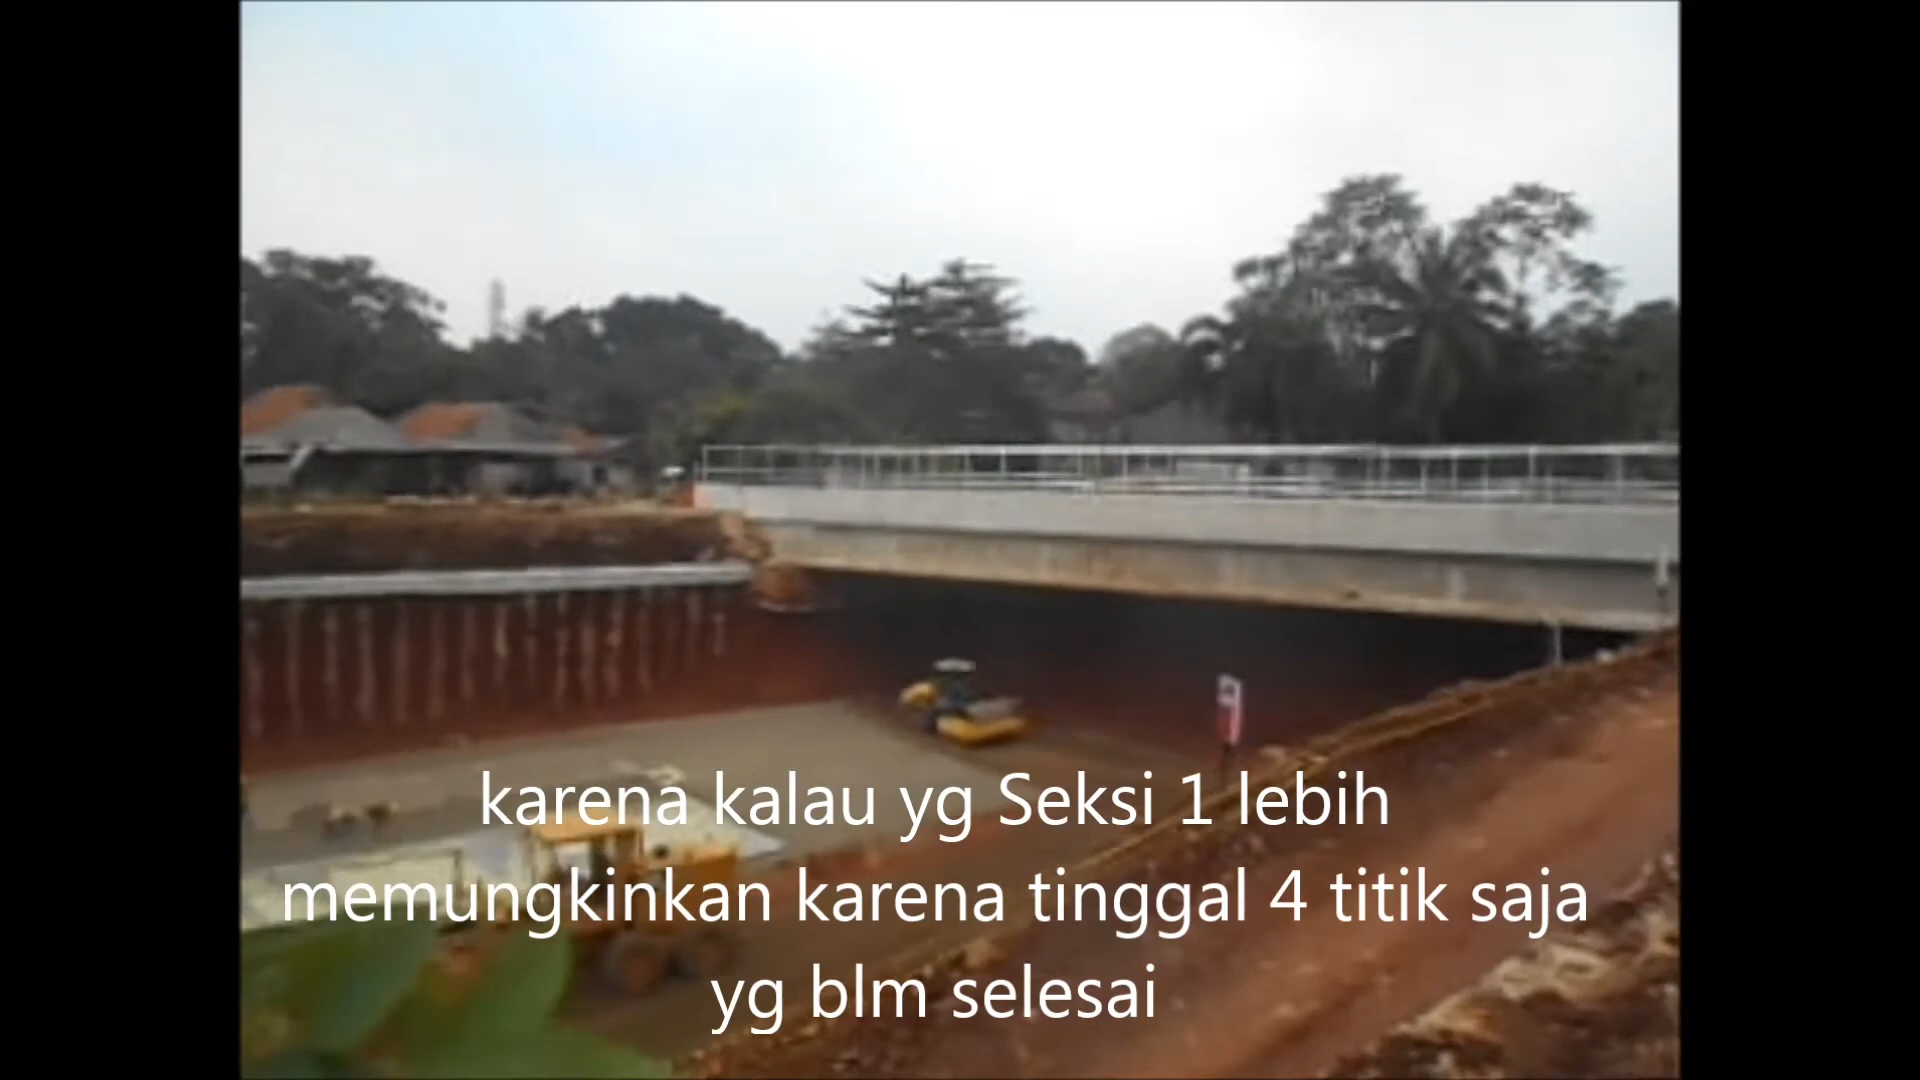 karena kalau yg Seksi 1 lebih
memungkinkan karena tinggal 4 titik saja
yg blm selesai